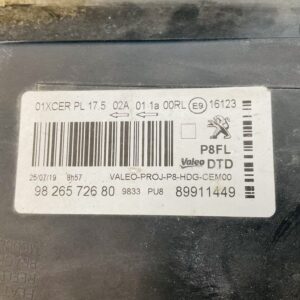 01XCER PL 17.5 02A 01 1a 00RL E9 16123
P8FL
Valeo DTD
25/07/19 9h57 VALEO-PROJ-P8-HDG-CEM00
98 265 726 80 9833 PU8 89911449